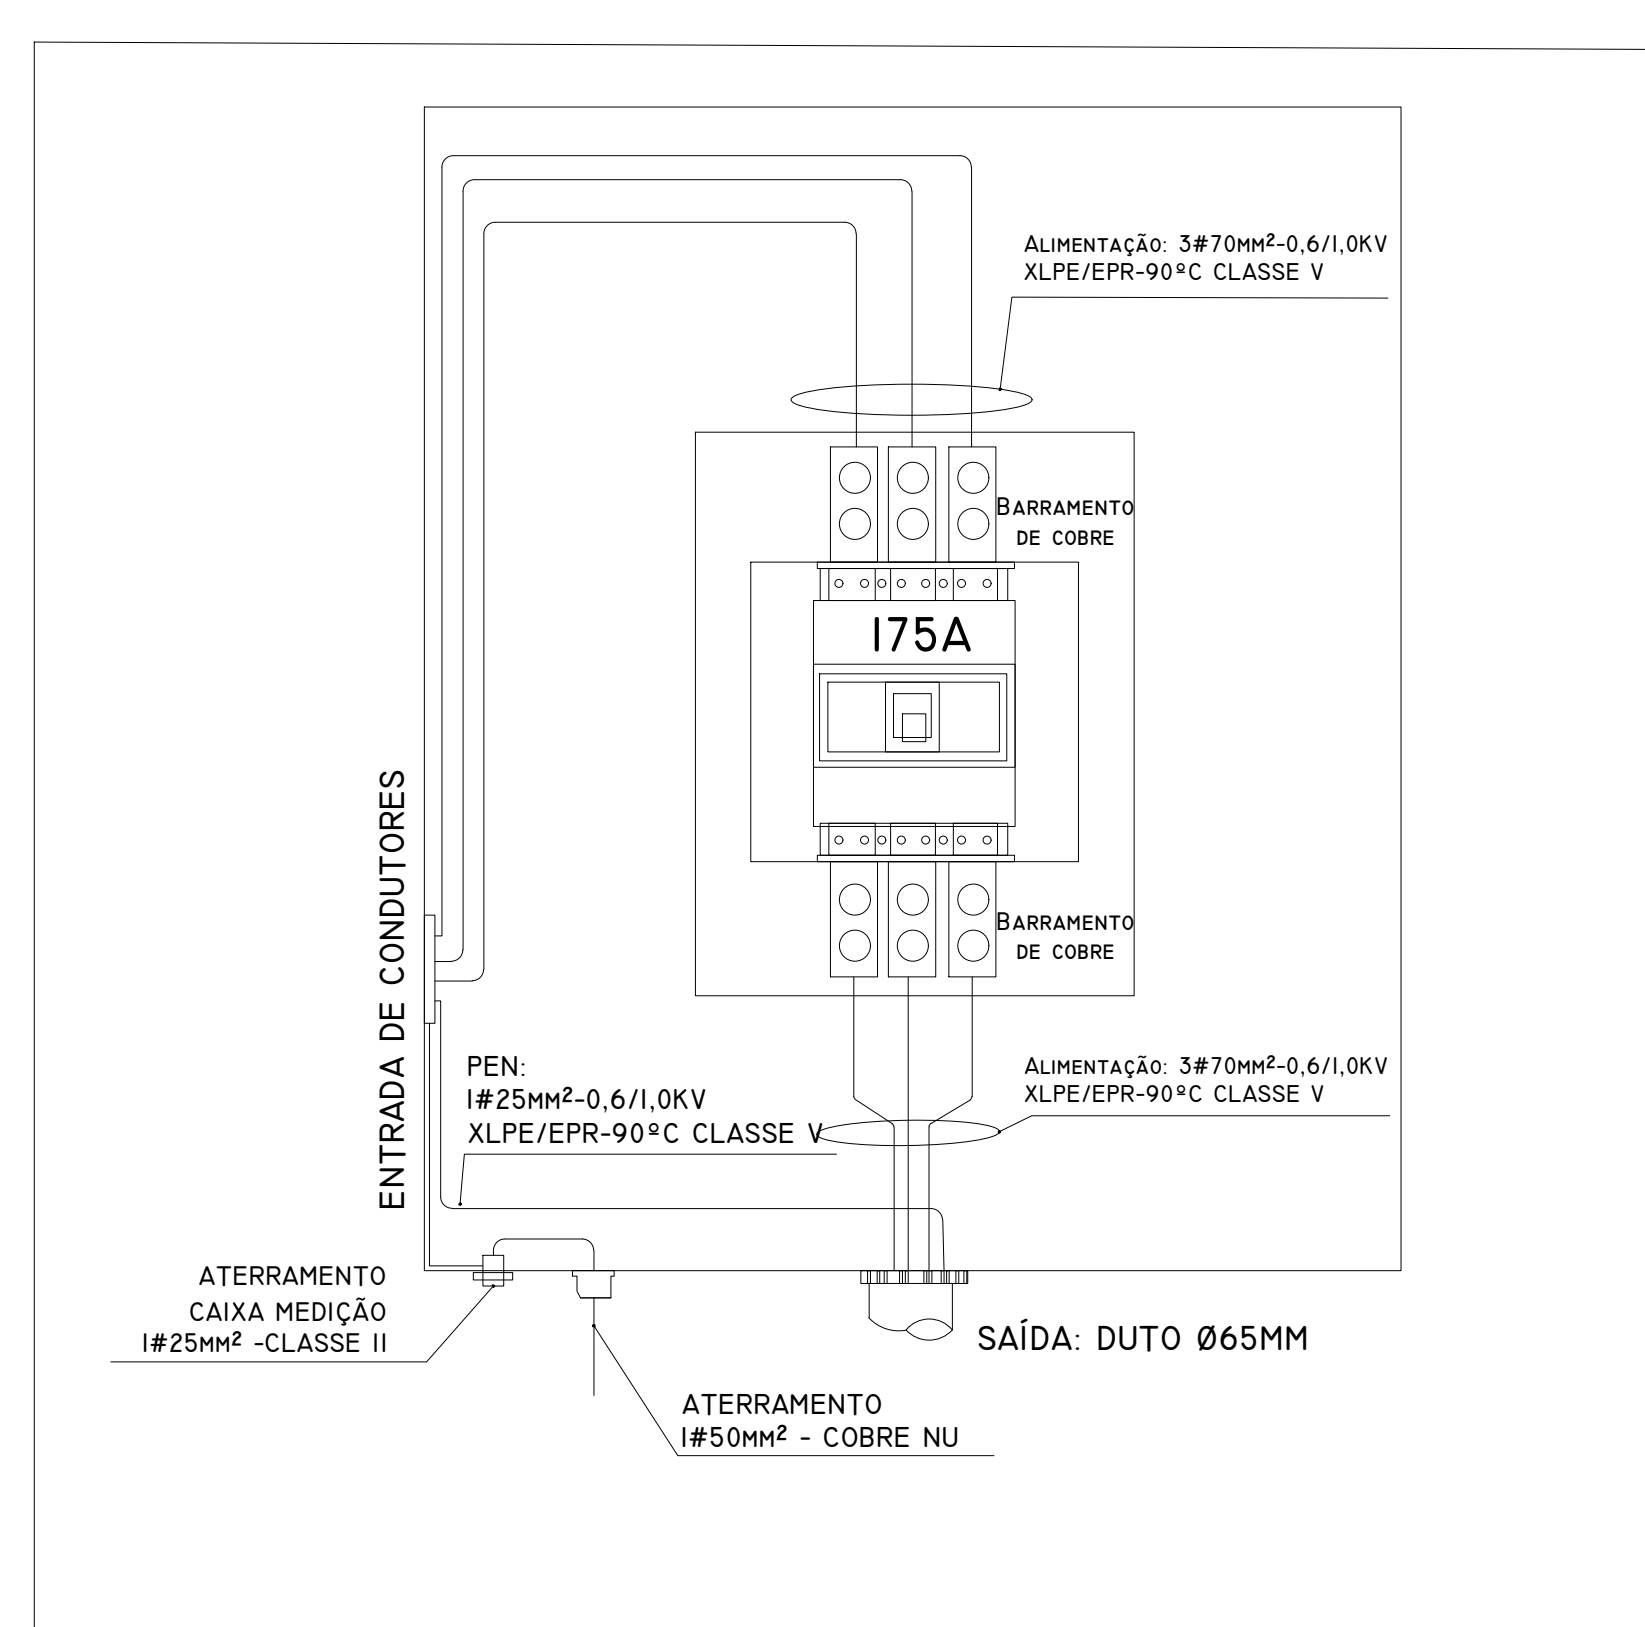 Alimentação: 3#70mm²-0,6/1,0KV
XLPE/EPR-90ºC CLASSE V
Barramento
de cobre
175A
ENTRADA DE CONDUTORES
Barramento
de cobre
PEN:
1#25mm²-0,6/1,0KV
XLPE/EPR-90ºC CLASSE V
Alimentação: 3#70mm²-0,6/1,0KV
XLPE/EPR-90ºC CLASSE V
ATERRAMENTO
CAIXA MEDIÇÃO
1#25mm² -CLASSE II
SAÍDA: DUTO Ø65MM
ATERRAMENTO
1#50mm² - COBRE NU